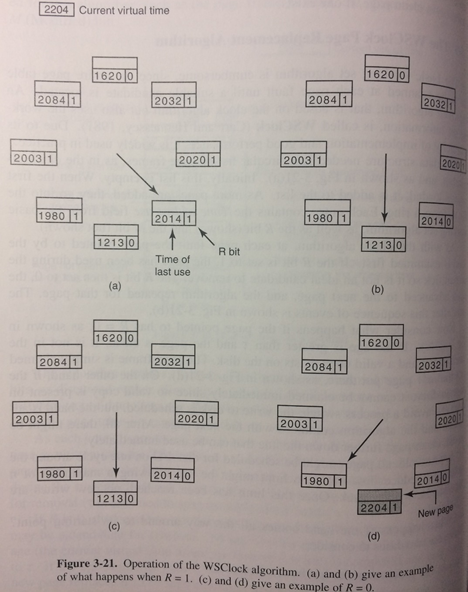 2204 Current virtual time
1620 0
2084 1
2032 1
2003 1
2020 1
1980 1
2014 1
1213 0
Time of
last use
R bit
(a)
1620 0
2084 1
2032 1
2003 1
2020
1980 1
2014 0
1213 0
(b)
1620 0
2084 1
2032 1
2003 1
2020 1
1980 1
2014 0
1213 0
(c)
1620 0
2084 1
2032 1
2003 1
2020 1
1980 1
2014 0
2204 1
New page
(d)
Figure 3-21. Operation of the WSClock algorithm. (a) and (b) give an example
of what happens when R = 1. (c) and (d) give an example of R = 0.